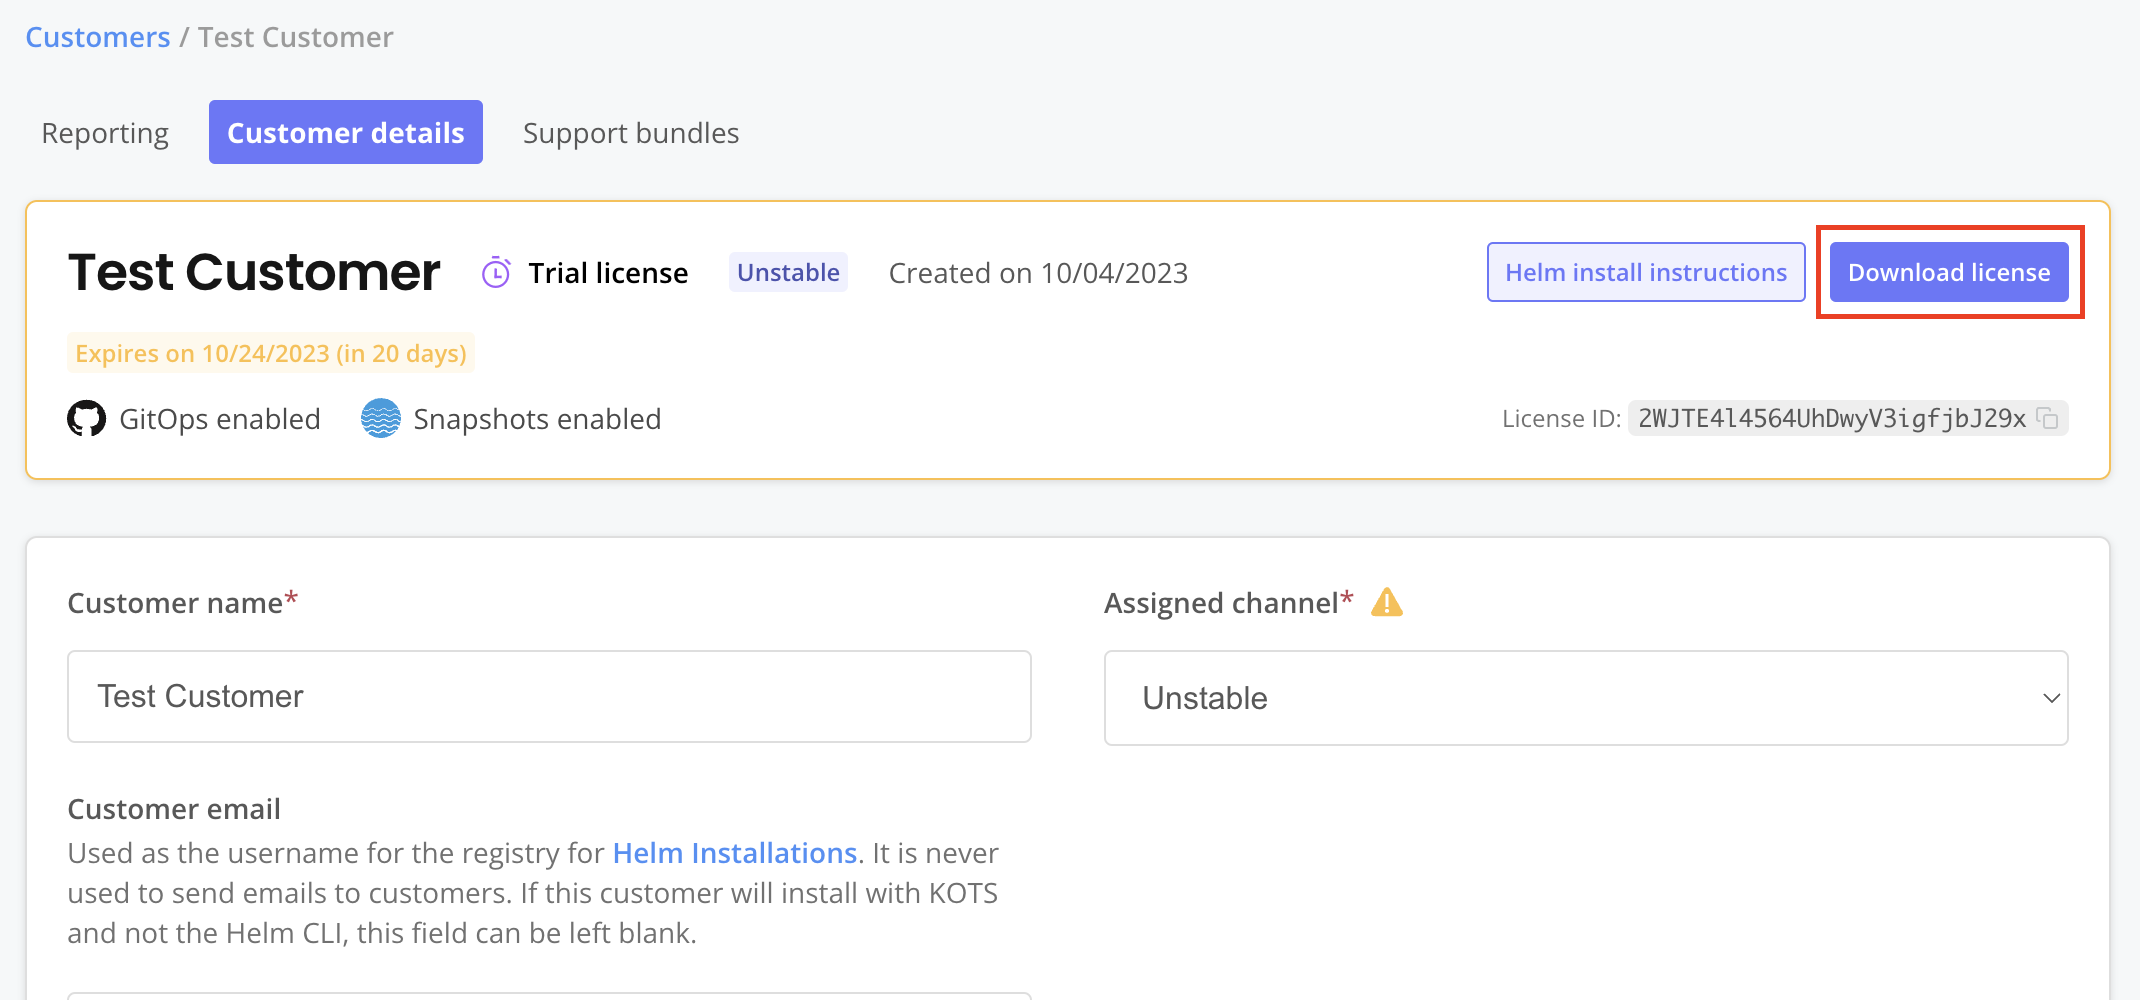 Customers / Test Customer
Reporting
Customer details
Support bundles
Test Customer
Trial license
Unstable
Created on 10/04/2023
Helm install instructions
Download license
Expires on 10/24/2023 (in 20 days)
GitOps enabled
Snapshots enabled
License ID: 2WJTE4l4564UhDwyV3igfjbJ29x
Customer name*
Assigned channel*
Test Customer
Unstable
Customer email
Used as the username for the registry for Helm Installations. It is never
used to send emails to customers. If this customer will install with KOTS
and not the Helm CLI, this field can be left blank.